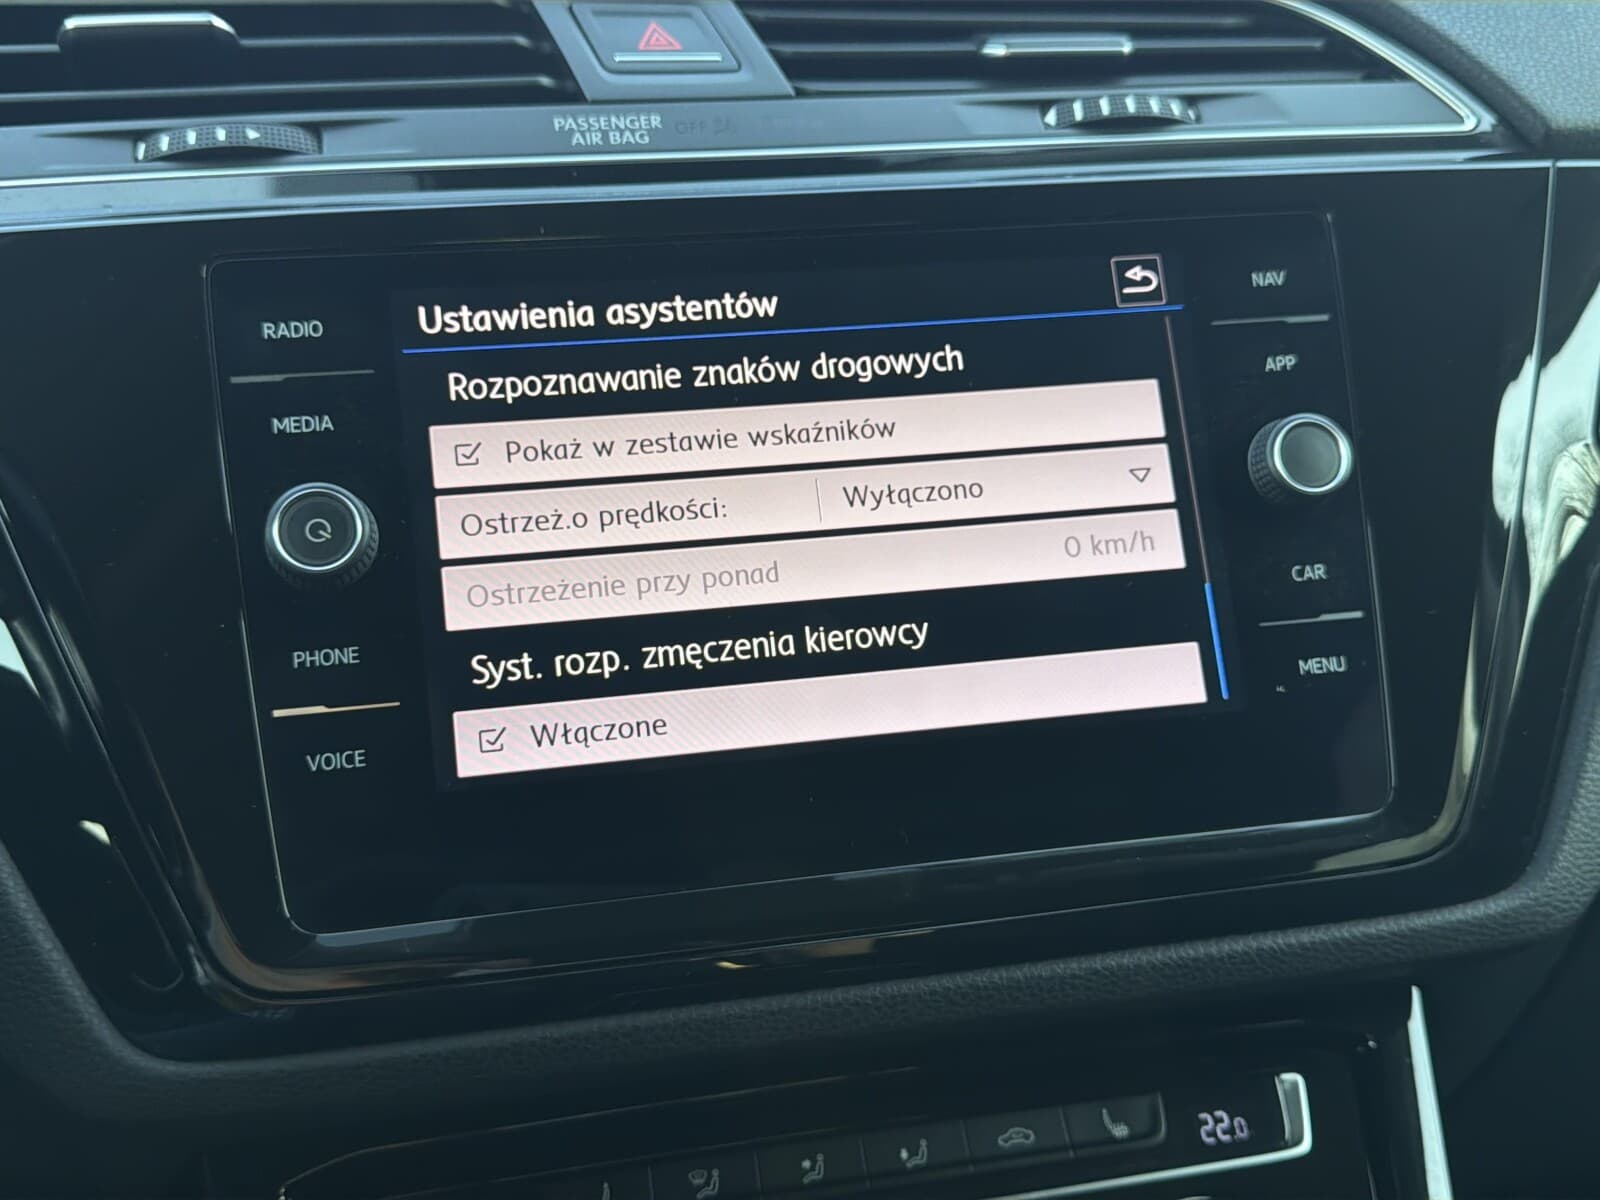 PASSENGER
AIR BAG
OFF
RADIO
MEDIA
PHONE
VOICE
Ustawienia asystentów
Rozpoznawanie znaków drogowych
Pokaż w zestawie wskaźników
Ostrzeż.o prędkości: Wyłączono
Ostrzeżenie przy ponad 0 km/h
Syst. rozp. zmęczenia kierowcy
Włączone
NAV
APP
CAR
MENU
22.0